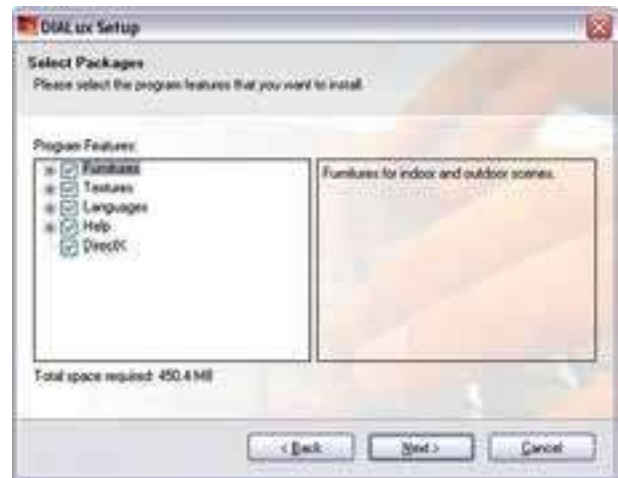 DIALux Setup
Select Packages
Please select the program features that you want to install.
Program Features:
Furnitures
Textures
Languages
Help
DirectX
Furnitures for indoor and outdoor scenes.
Total space required: 450.4 MB
< Back
Next >
Cancel